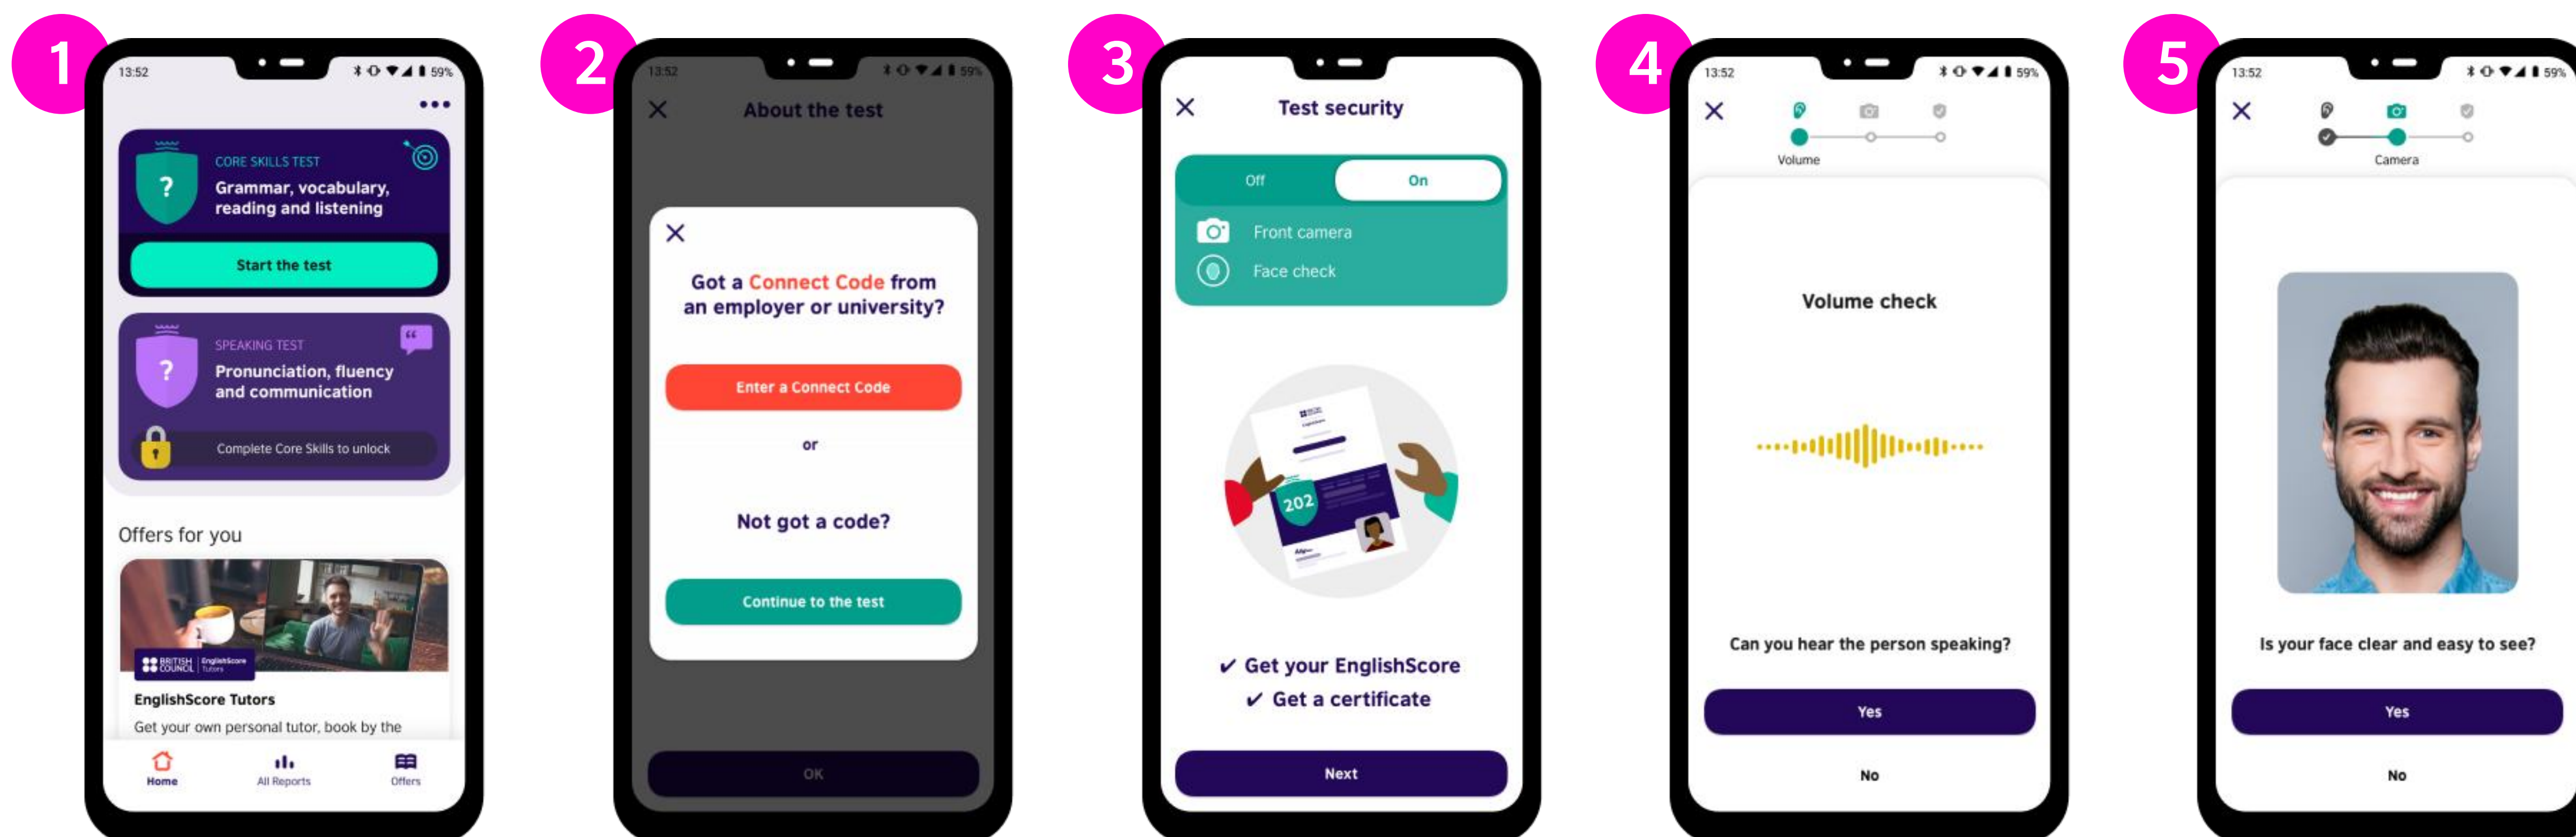 1
13:52
59%
CORE SKILLS TEST
?
Grammar, vocabulary,
reading and listening
Start the test
SPEAKING TEST
“
?
Pronunciation, fluency
and communication
Complete Core Skills to unlock
Offers for you
BRITISH
COUNCIL
EnglishScore
Tutors
EnglishScore Tutors
Get your own personal tutor, book by the
Home
All Reports
Offers
2
13:52
59%
About the test
Got a Connect Code from
an employer or university?
Enter a Connect Code
or
Not got a code?
Continue to the test
OK
3
Test security
Off
On
Front camera
Face check
202
✔ Get your EnglishScore
✔ Get a certificate
Next
4
13:52
59%
Volume
Volume check
Can you hear the person speaking?
Yes
No
5
13:52
59%
Camera
Is your face clear and easy to see?
Yes
No